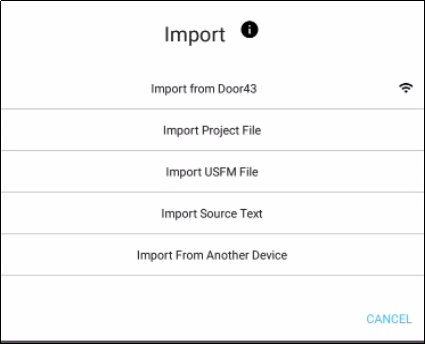 Import
Import from Door43
Import Project File
Import USFM File
Import Source Text
Import From Another Device
CANCEL